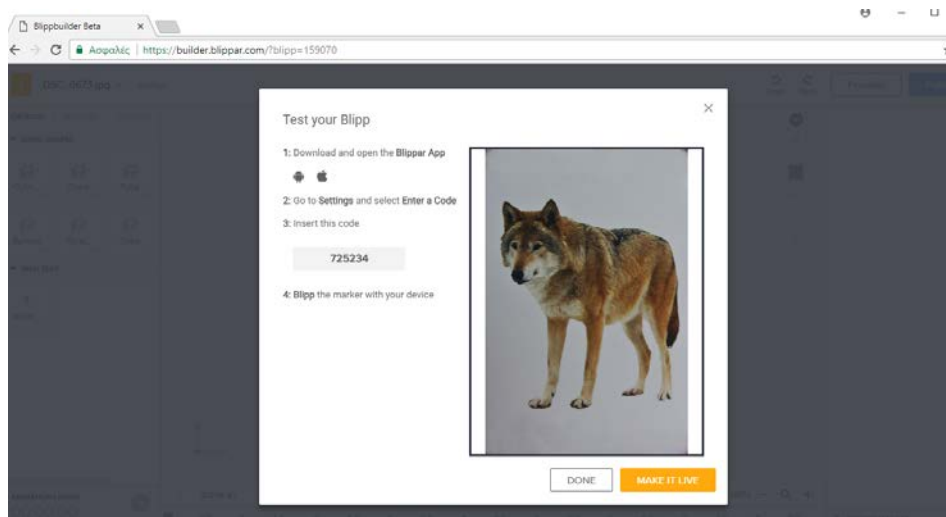 Blippbuilder Beta
Ασφαλές | https://builder.blippar.com/?blipp=159070
DSC_0675.jpg
Test your Blipp
1: Download and open the Blippar App
2: Go to Settings and select Enter a Code
3: Insert this code
725234
4: Blipp the marker with your device
DONE
MAKE IT LIVE